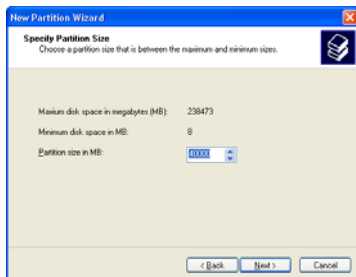 New Partition Wizard
Specify Partition Size
Choose a partition size that is between the maximum and minimum sizes.
Maxium disk space in megabytes (MB): 238473
Minimum disk space in MB: 8
Partition size in MB: 40000
< Back Next > Cancel